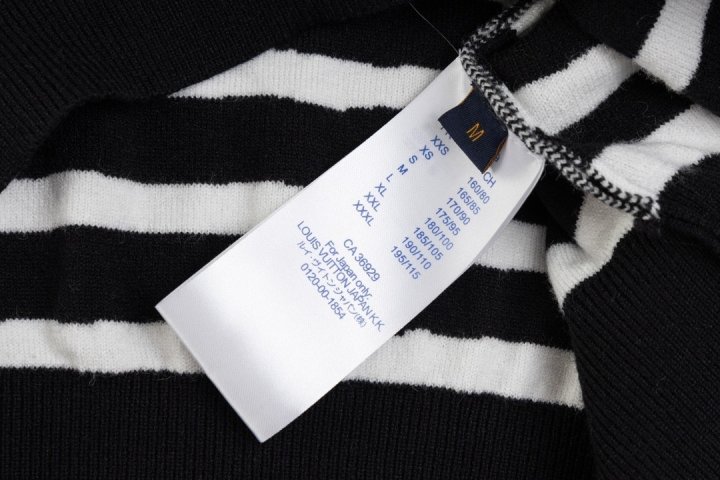 M
CH
XXS 160/80
XS 165/85
S 170/90
M 175/95
L 180/100
XL 185/105
XXL 190/110
XXXL 195/115
CA 36929
For Japan only:
LOUIS VUITTON JAPAN K.K.
ルイ・ヴィトンジャパン(株)
0120-00-1854